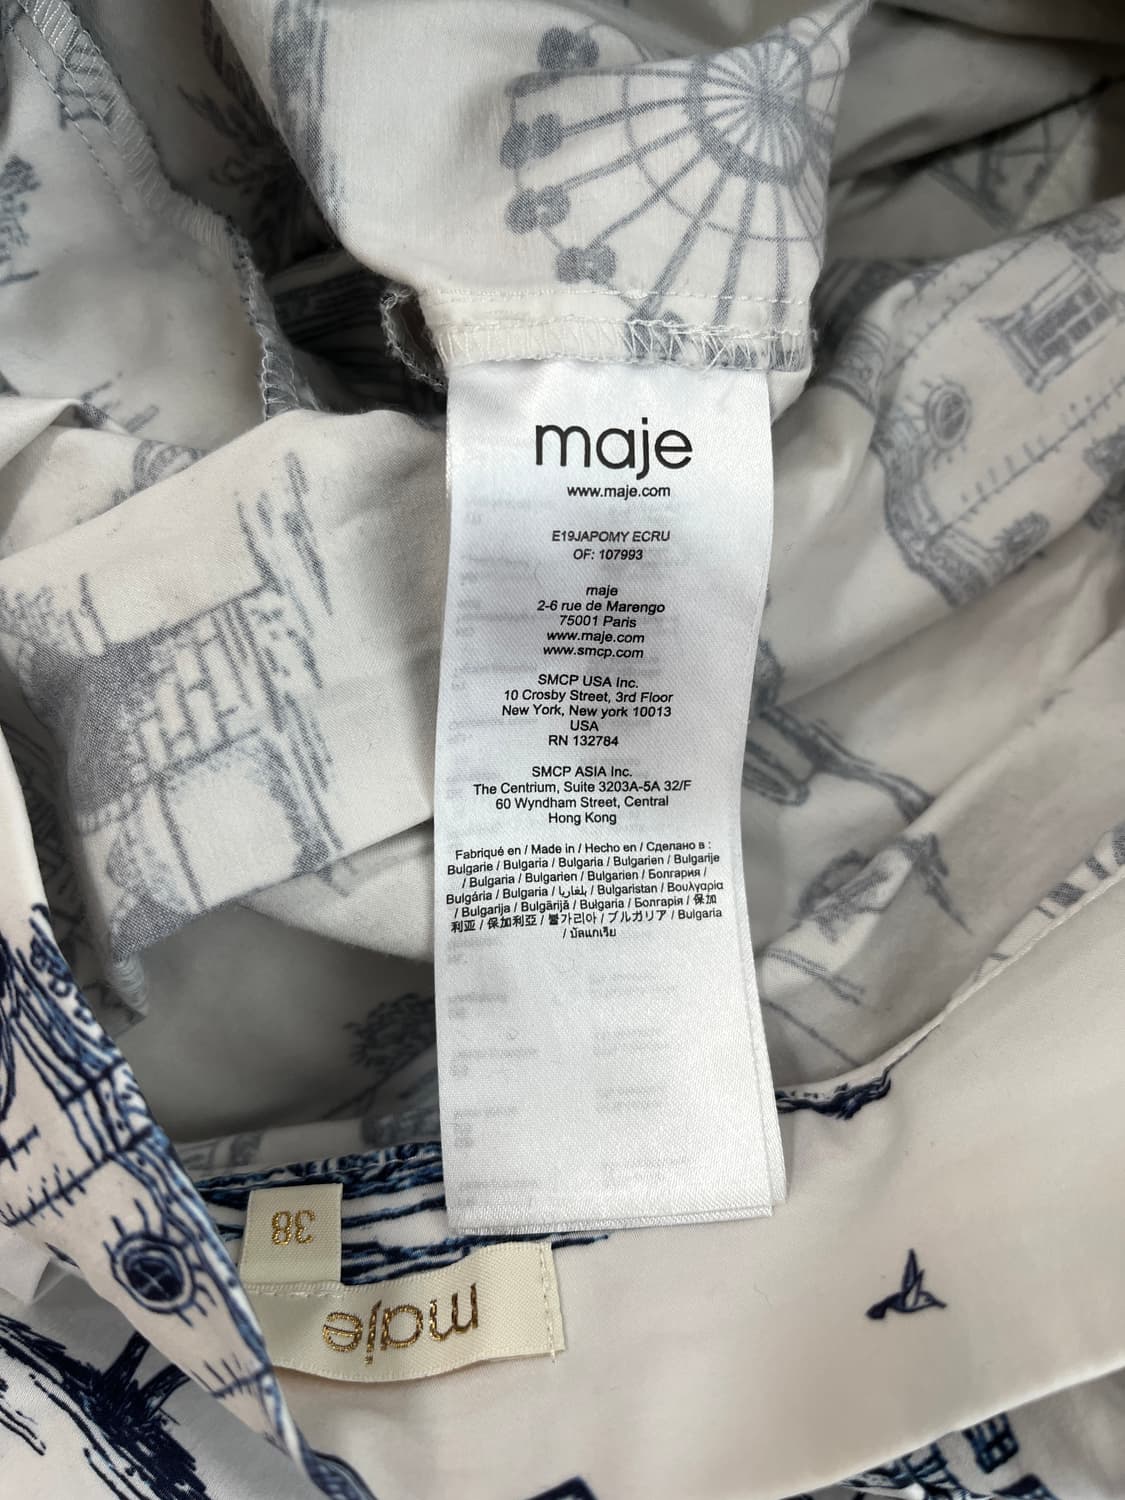 maje
www.maje.com
E19JAPOMY ECRU
OF: 107993
maje
2-6 rue de Marengo
75001 Paris
www.maje.com
www.smcp.com
SMCP USA Inc.
10 Crosby Street, 3rd Floor
New York, New york 10013
USA
RN 132784
SMCP ASIA Inc.
The Centrium, Suite 3203A-5A 32/F
60 Wyndham Street, Central
Hong Kong
Fabriqué en / Made in / Hecho en / Сделано в :
Bulgarie / Bulgaria / Bulgaria / Bulgarien / Bulgarije
/ Bulgaria / Bulgarien / Bulgarien / Болгария /
Bulgária / Bulgaria / بلغاريا / Bulgaristan / Βουλγαρία
/ Bulgarija / Bulgārijā / Bulgaria / Болгарія / 保加
利亚 / 保加利亞 / 불가리아 / ブルガリア / Bulgaria
/ บัลแกเรีย
38
maje